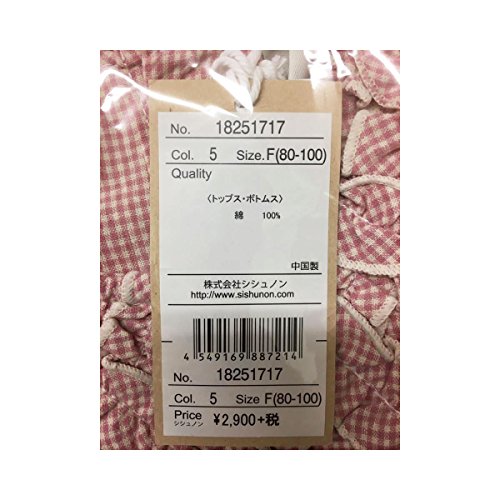 No. 18251717
Col. 5 Size.F(80-100)
Quality
〈トップス・ボトムス〉
綿 100%
中国製
株式会社シシュノン
http://www.sishunon.com
4 549169 887214
No. 18251717
Col. 5 Size F(80-100)
Price ¥2,900+税
シシュノン